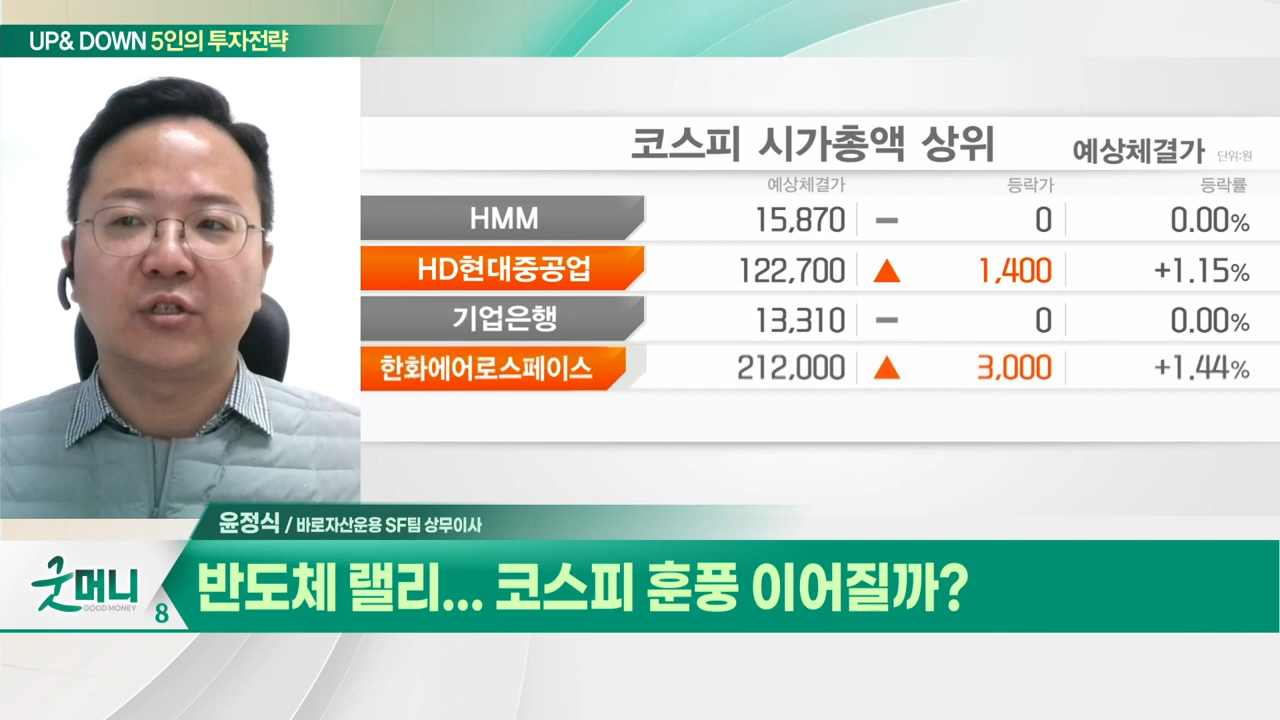 UP& DOWN 5인의 투자전략
코스피 시가총액 상위 예상체결가 단위:원
예상체결가 등락가 등락률
HMM 15,870 0 0.00%
HD현대중공업 122,700 ▲ 1,400 +1.15%
기업은행 13,310 0 0.00%
한화에어로스페이스 212,000 ▲ 3,000 +1.44%
윤정식 / 바로자산운용 SF팀 상무이사
굿머니
GOOD MONEY
8
반도체 랠리... 코스피 훈풍 이어질까?